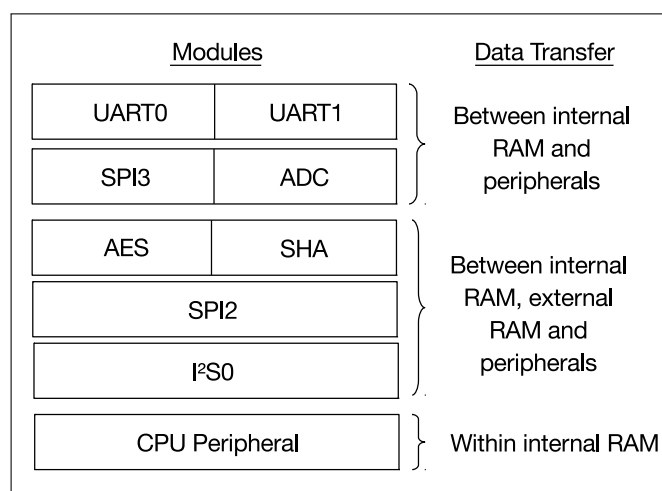 Modules Data Transfer
UART0 UART1
SPI3 ADC
Between internal
RAM and
peripherals
AES SHA
SPI2
I²S0
Between internal
RAM, external
RAM and
peripherals
CPU Peripheral
Within internal RAM